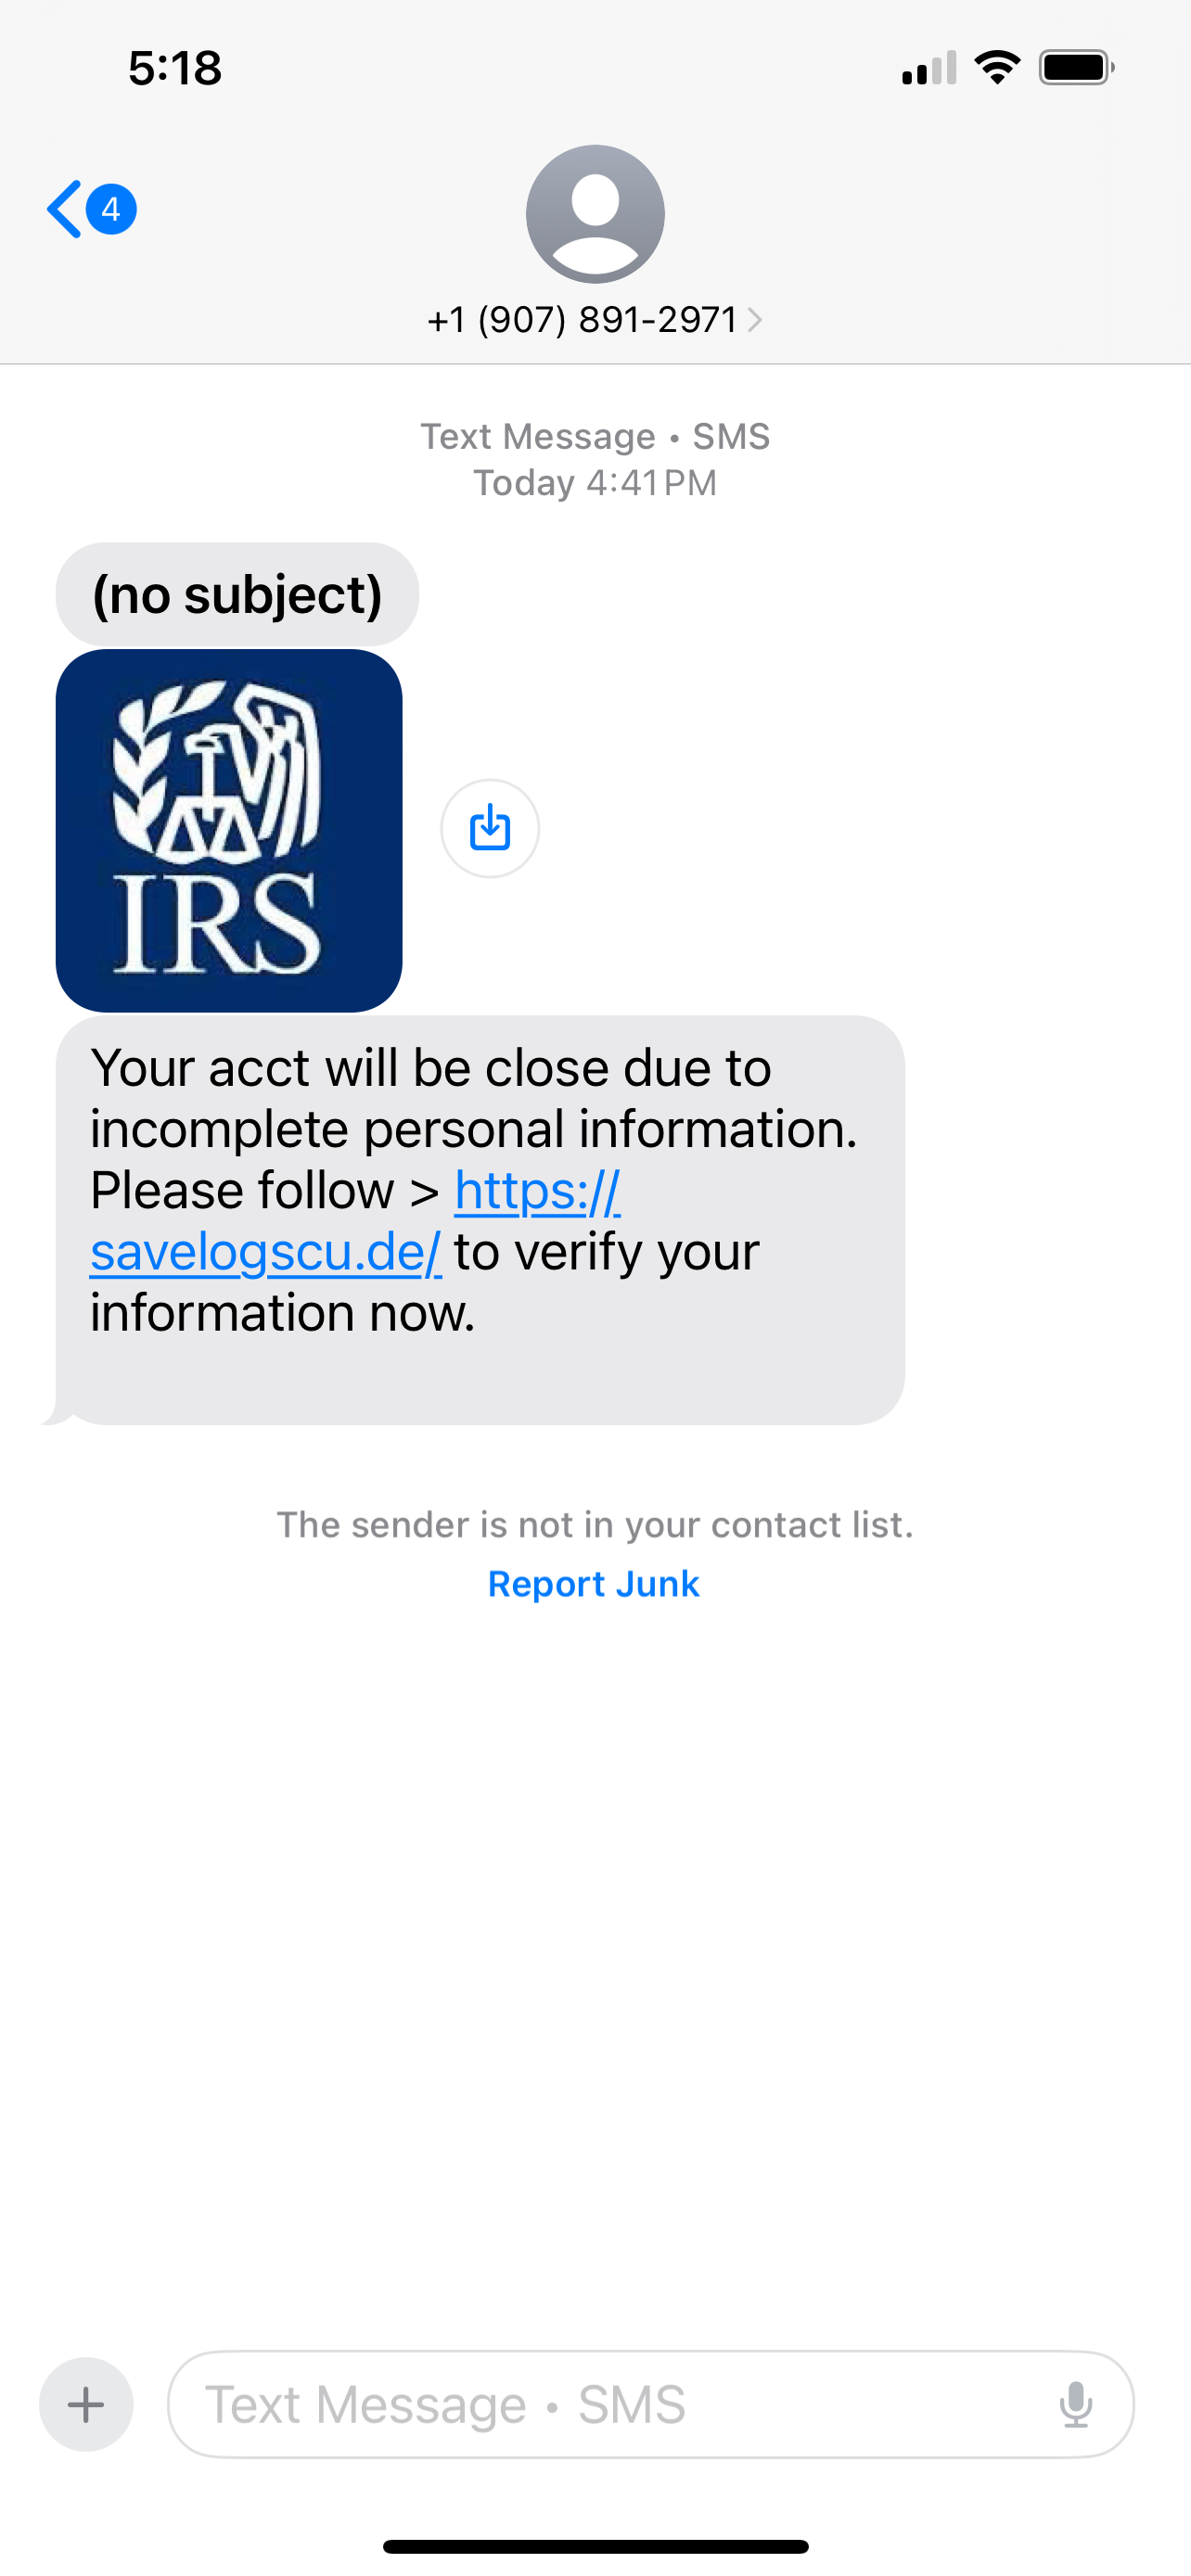 5:18
4
+1 (907) 891-2971
Text Message • SMS
Today 4:41 PM
(no subject)
IRS
Your acct will be close due to
incomplete personal information.
Please follow > https://
savelogscu.de/ to verify your
information now.
The sender is not in your contact list.
Report Junk
Text Message • SMS